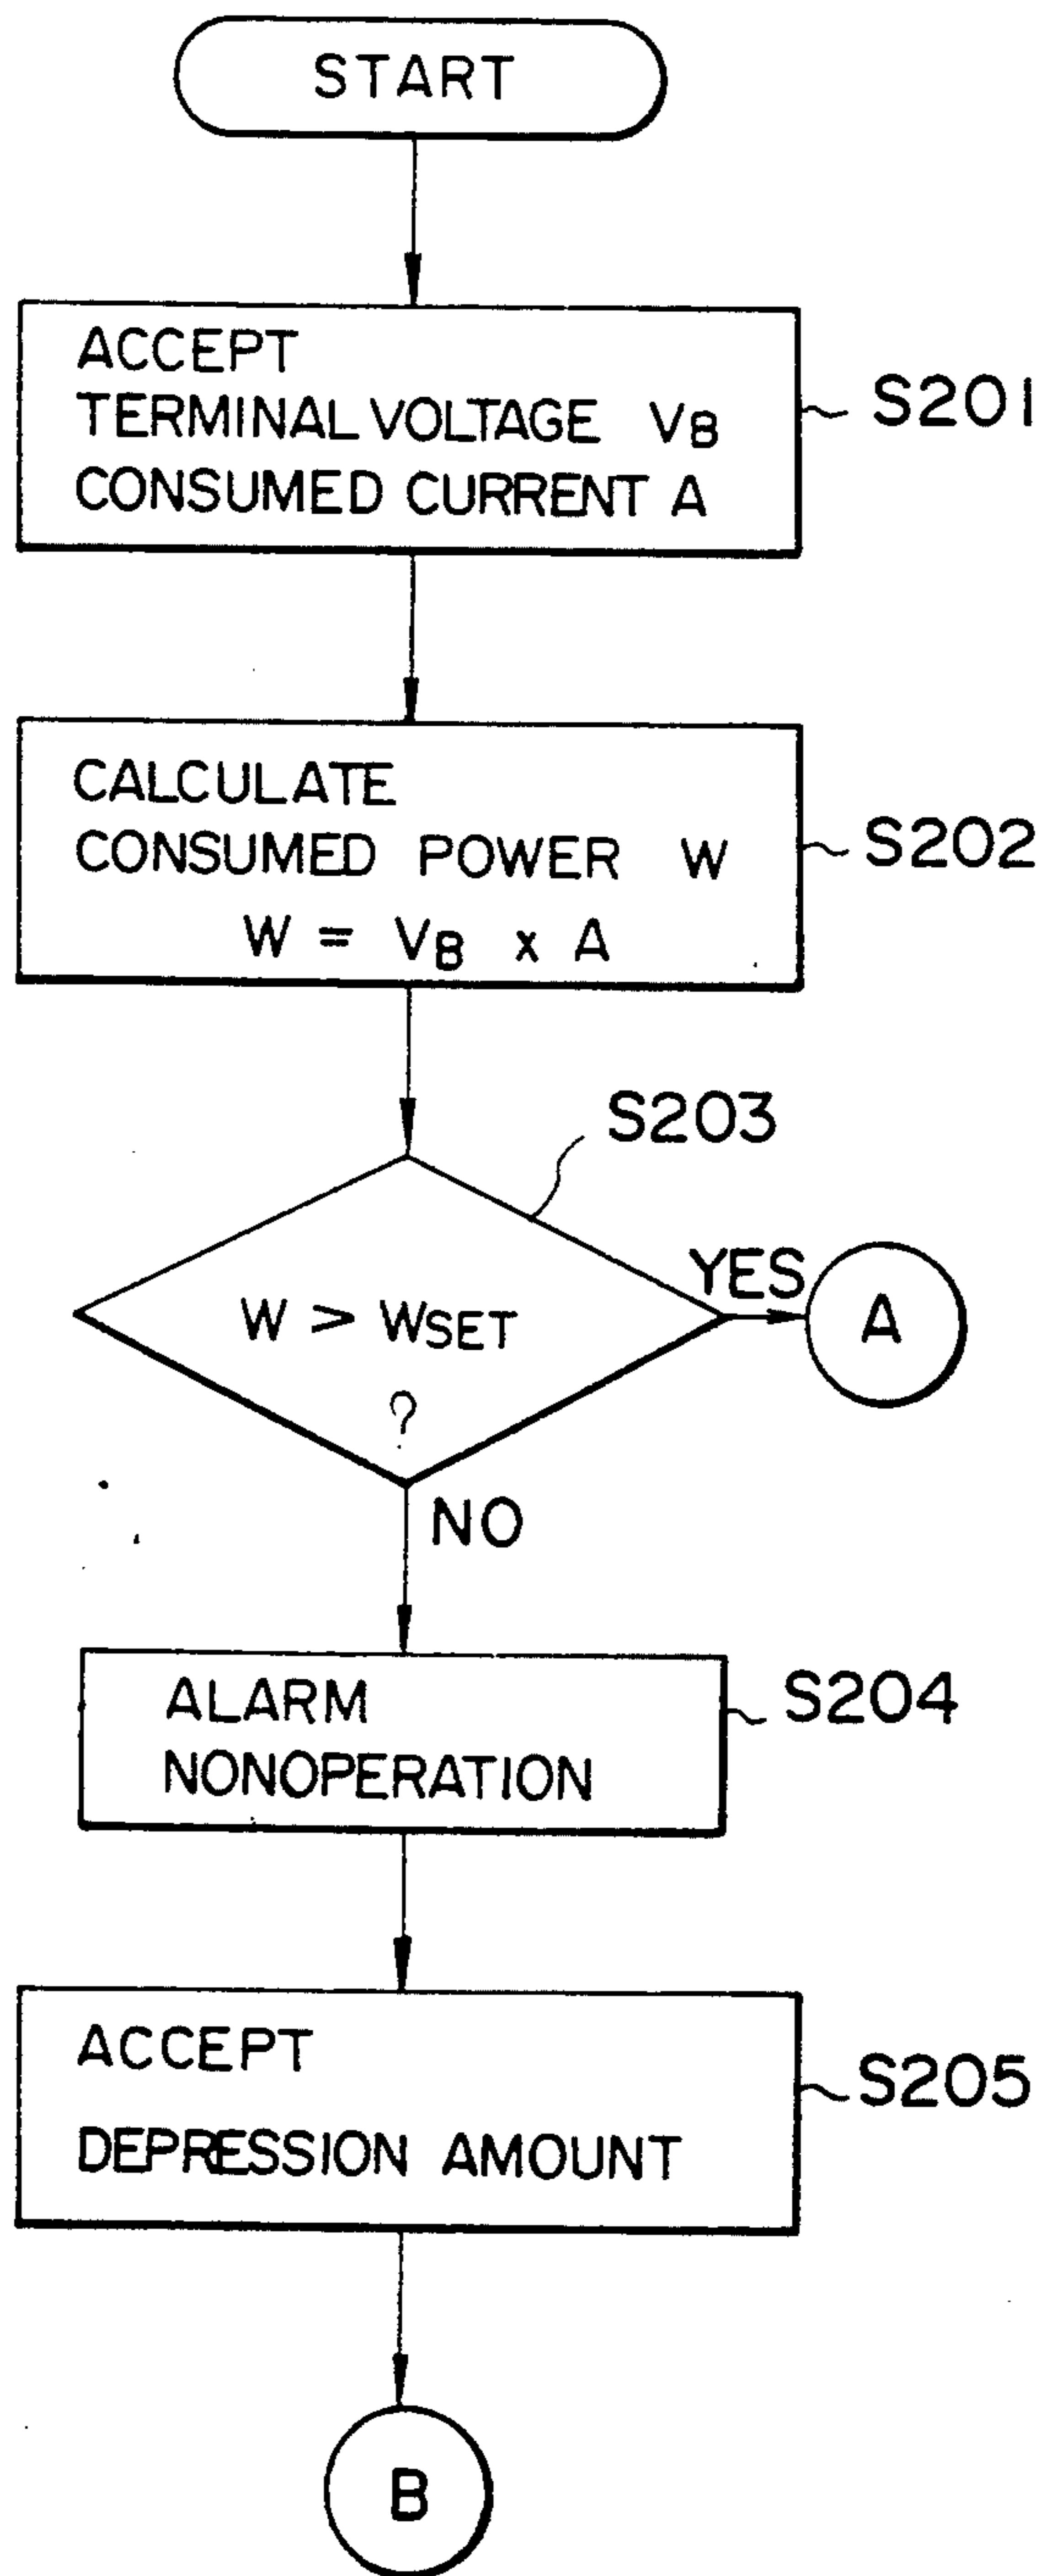 START
ACCEPT
TERMINAL VOLTAGE VB
CONSUMED CURRENT A
S201
CALCULATE
CONSUMED POWER W
W = VB x A
S202
S203
W > WSET
?
YES
A
NO
ALARM
NONOPERATION
S204
ACCEPT
DEPRESSION AMOUNT
S205
B